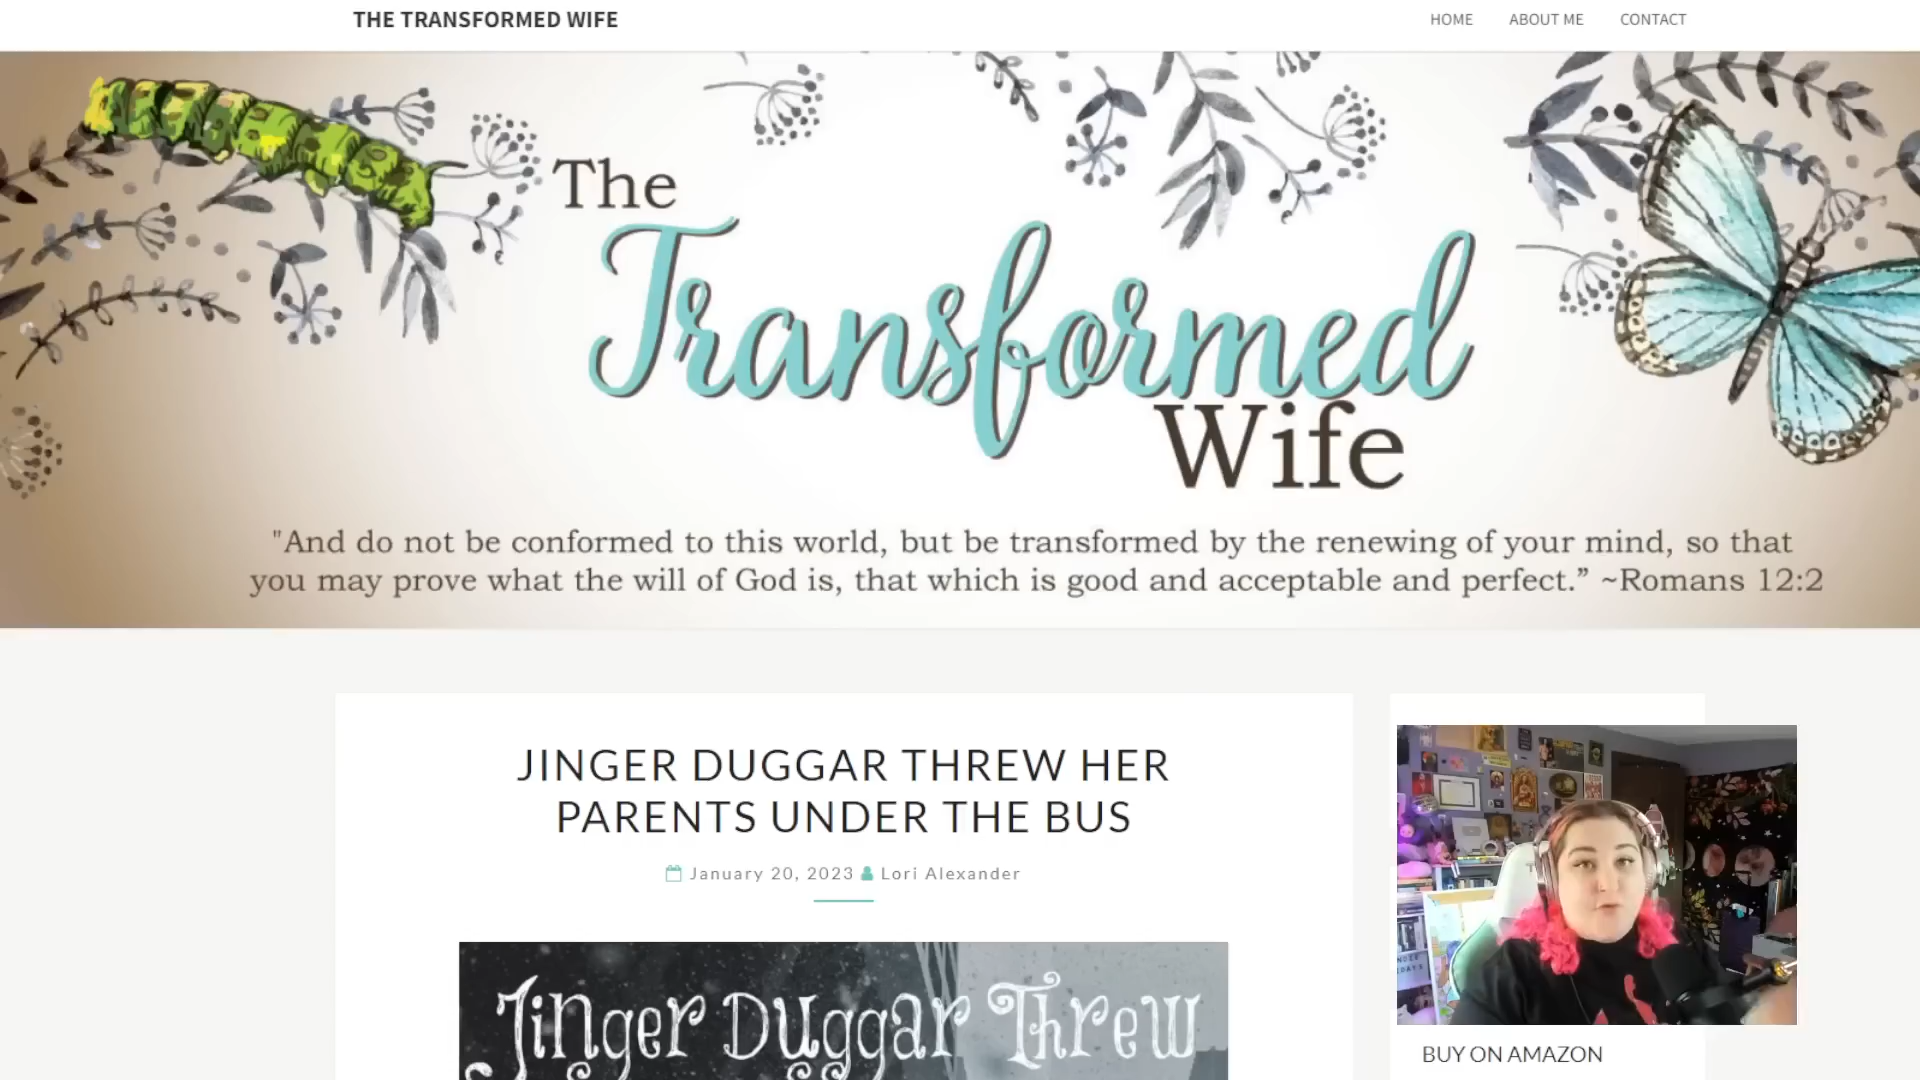 THE TRANSFORMED WIFE
HOME ABOUT ME CONTACT
The
Transformed
Wife
"And do not be conformed to this world, but be transformed by the renewing of your mind, so that
you may prove what the will of God is, that which is good and acceptable and perfect.” ~Romans 12:2
JINGER DUGGAR THREW HER
PARENTS UNDER THE BUS
January 20, 2023 Lori Alexander
Jinger Duggar Threw
BUY ON AMAZON